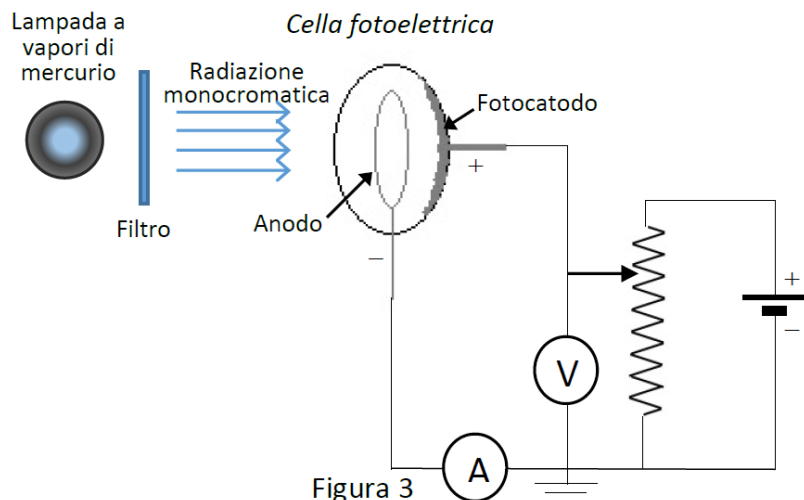 Lampada a
vapori di
mercurio
Cella fotoelettrica
Radiazione
monocromatica
Fotocatodo
+
Anodo
Filtro
−
+
−
V
A
Figura 3